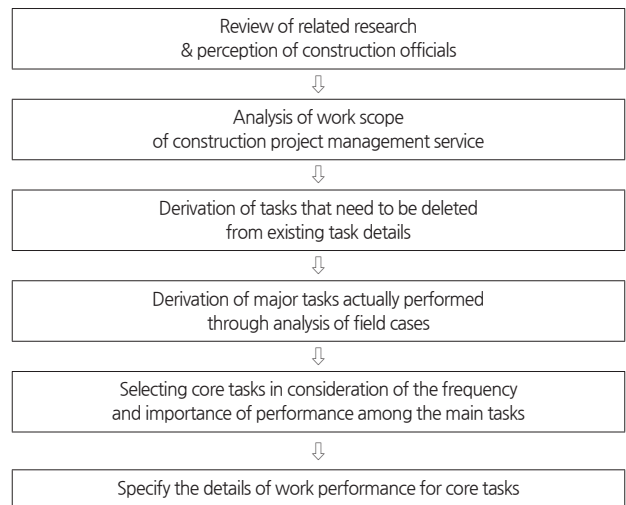 Review of related research
& perception of construction officials
Analysis of work scope
of construction project management service
Derivation of tasks that need to be deleted
from existing task details
Derivation of major tasks actually performed
through analysis of field cases
Selecting core tasks in consideration of the frequency
and importance of performance among the main tasks
Specify the details of work performance for core tasks